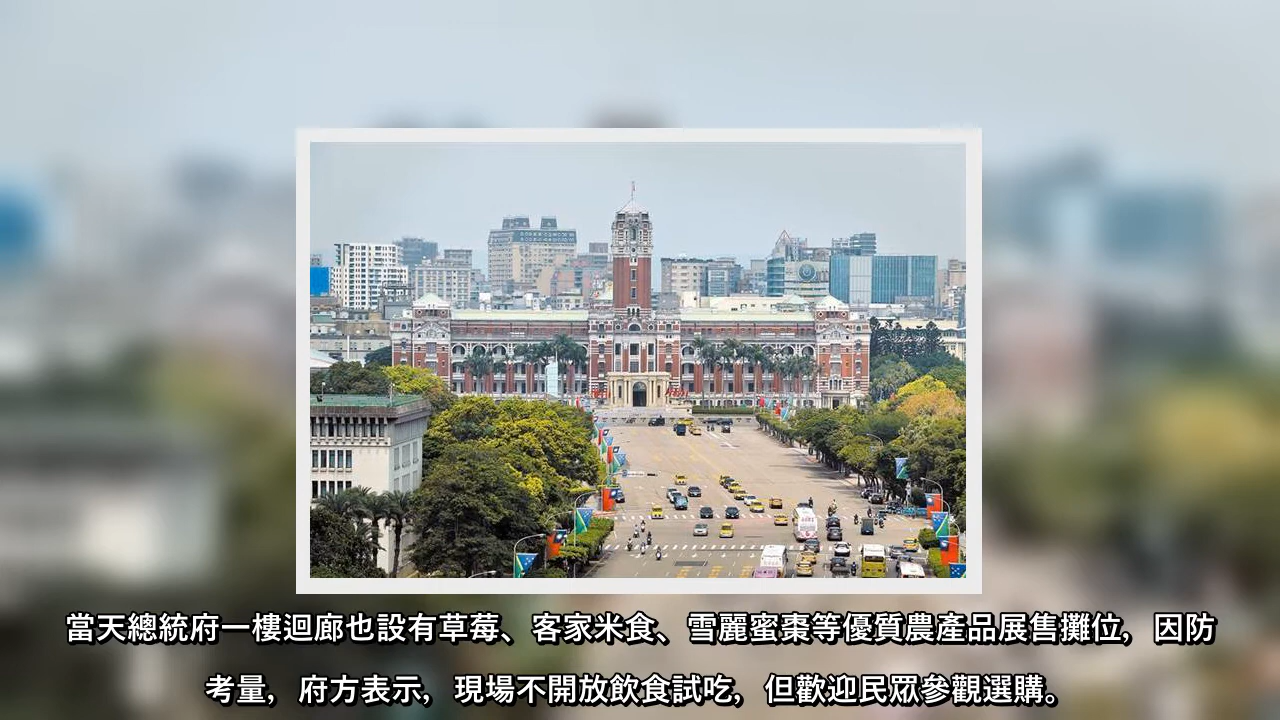 當天總統府一樓迴廊也設有草莓、客家米食、雪麗蜜棗等優質農產品展售攤位，因防
考量，府方表示，現場不開放飲食試吃，但歡迎民眾參觀選購。